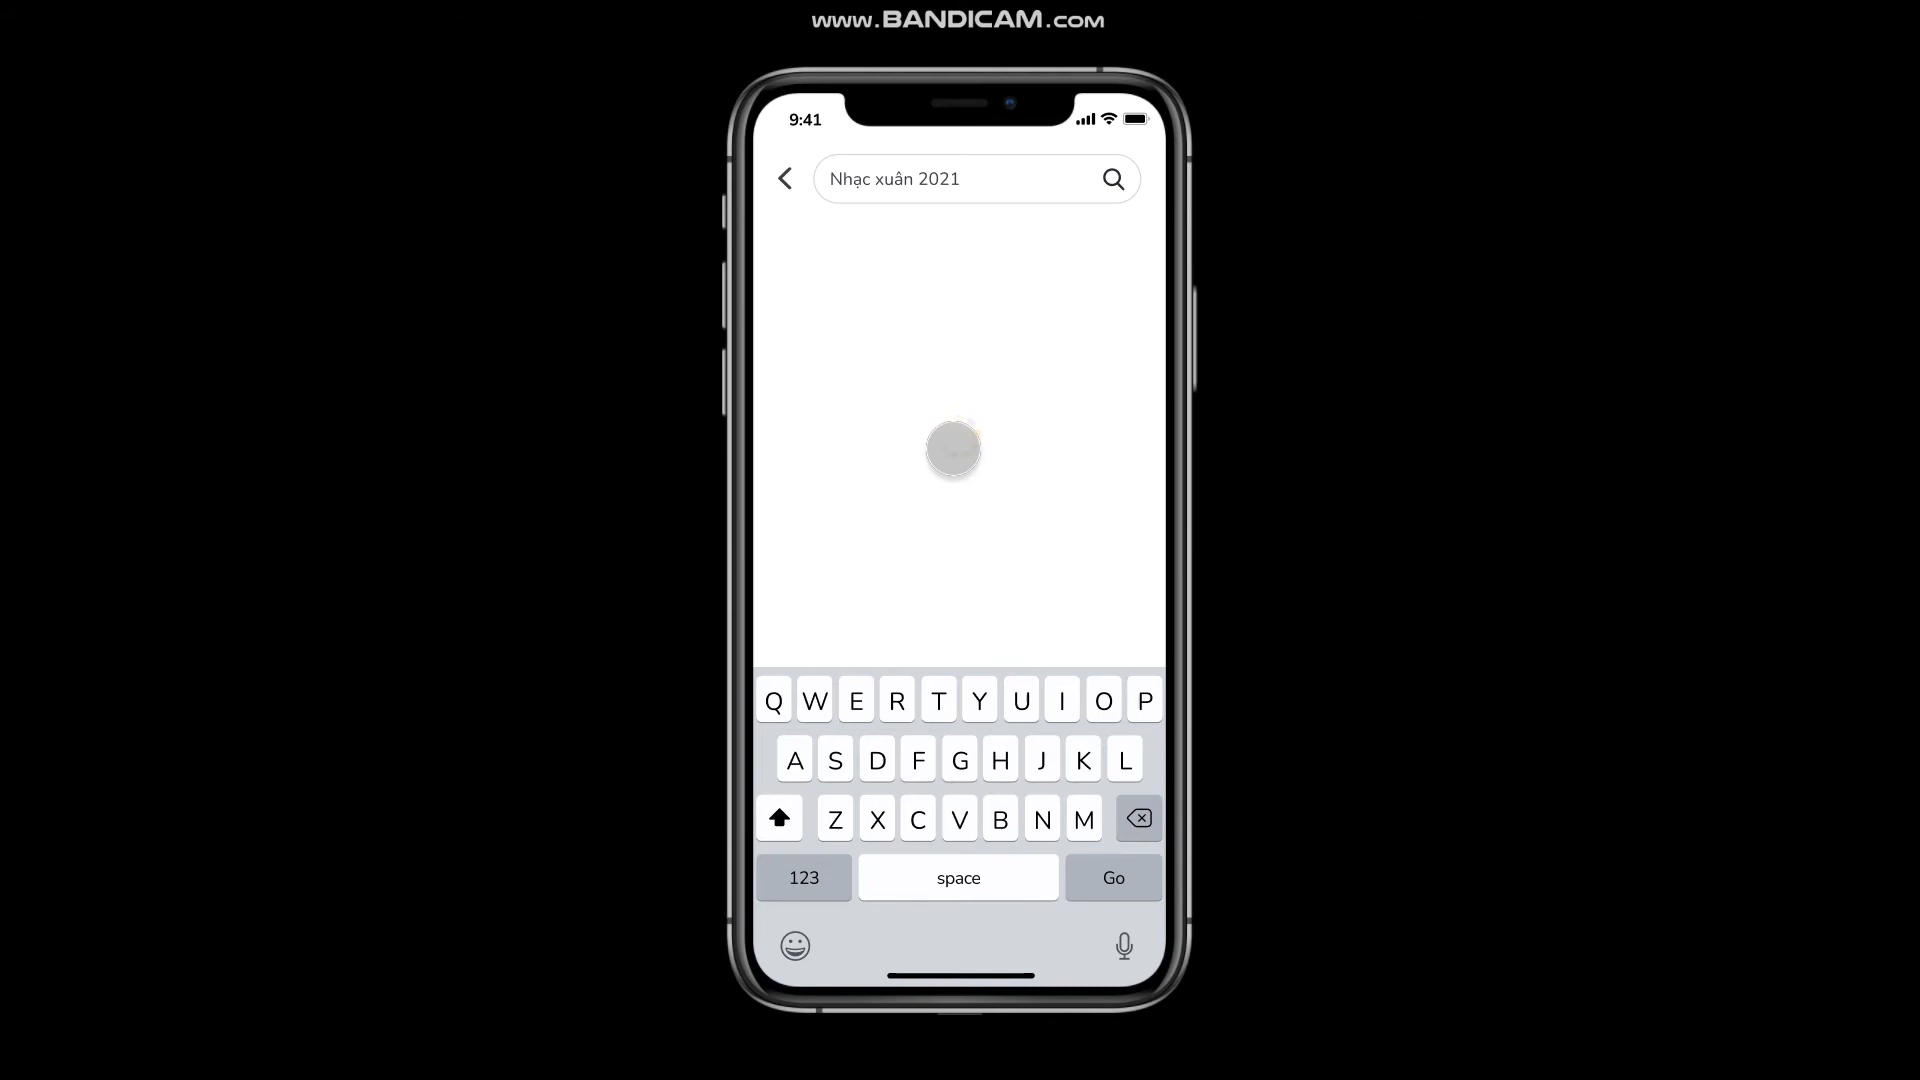 www.BANDICAM.com
9:41
Nhạc xuân 2021
Q W E R T Y U I O P
A S D F G H J K L
Z X C V B N M
123 space Go